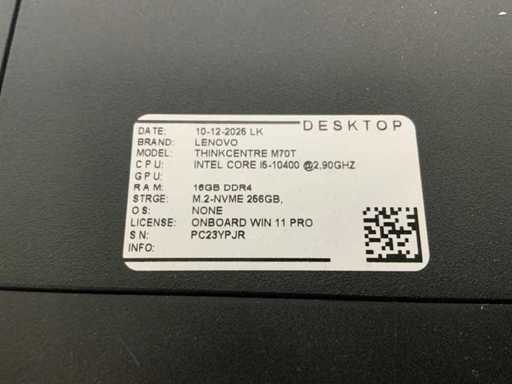 DESKTOP
DATE: 10-12-2025 LK
BRAND: LENOVO
MODEL: THINKCENTRE M70T
CPU: INTEL CORE I5-10400 @2,90GHZ
GPU:
RAM: 16GB DDR4
STRGE: M.2-NVME 256GB,
OS: NONE
LICENSE: ONBOARD WIN 11 PRO
SN: PC23YPJR
INFO: